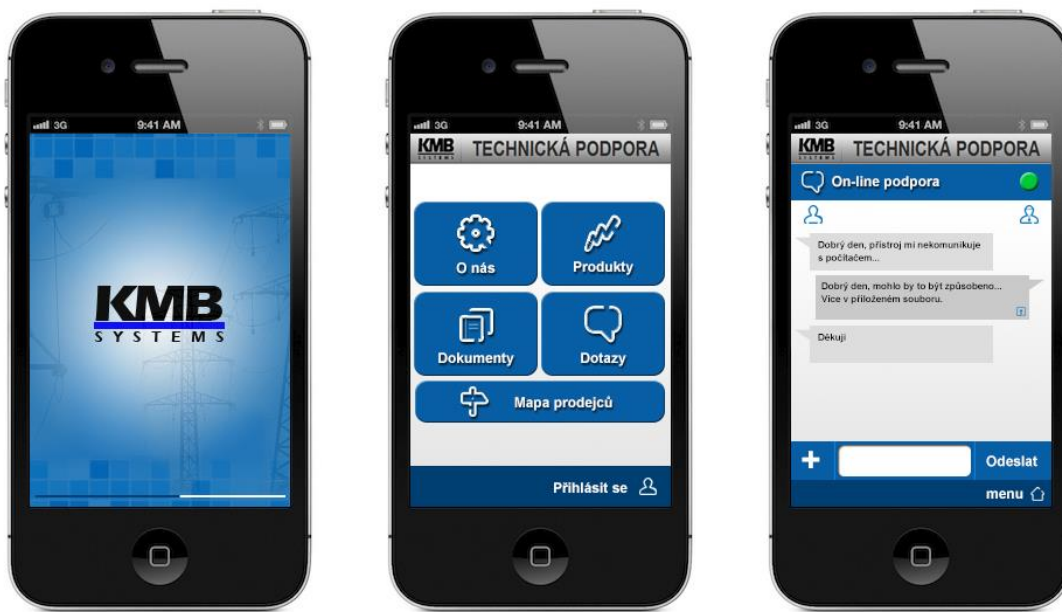 3G 9:41 AM
KMB
SYSTEMS
3G 9:41 AM
KMB
SYSTEMS
TECHNICKÁ PODPORA
O nás
Produkty
Dokumenty
Dotazy
Mapa prodejců
Přihlásit se
3G 9:41 AM
KMB
SYSTEMS
TECHNICKÁ PODPORA
On-line podpora
Dobrý den, přístroj mi nekomunikuje
s počítačem...
Dobrý den, mohlo by to být způsobeno...
Více v přiloženém souboru.
Děkuji
Odeslat
menu